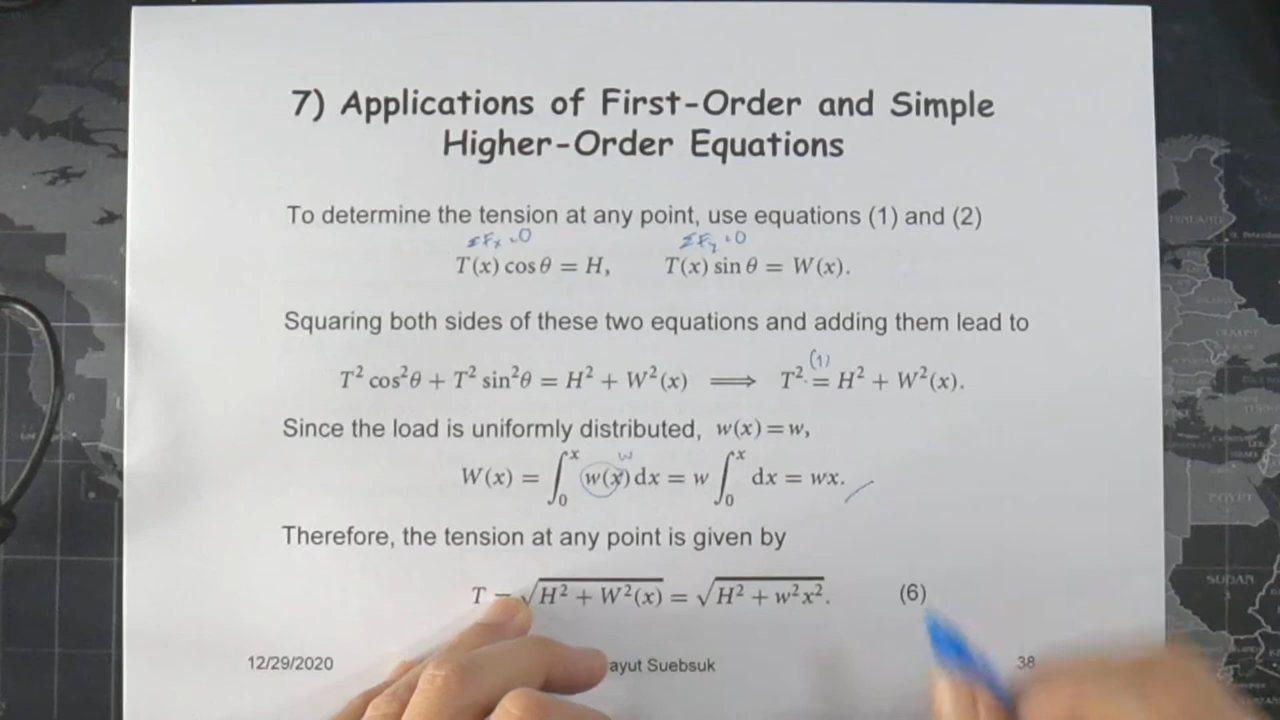 7) Applications of First-Order and Simple
Higher-Order Equations
To determine the tension at any point, use equations (1) and (2)
ΣFx = 0 ΣFy = 0
T(x) cos θ = H, T(x) sin θ = W(x).
Squaring both sides of these two equations and adding them lead to
(1)
T² cos²θ + T² sin²θ = H² + W²(x) ⟹ T² = H² + W²(x).
Since the load is uniformly distributed, w(x)=w,
w
W(x) = ∫₀ˣ w(x) dx = w ∫₀ˣ dx = wx.
Therefore, the tension at any point is given by
T = √(H² + W²(x)) = √(H² + w²x²). (6)
12/29/2020 ayut Suebsuk 38
FINLAND
EGYPT
SUDAN